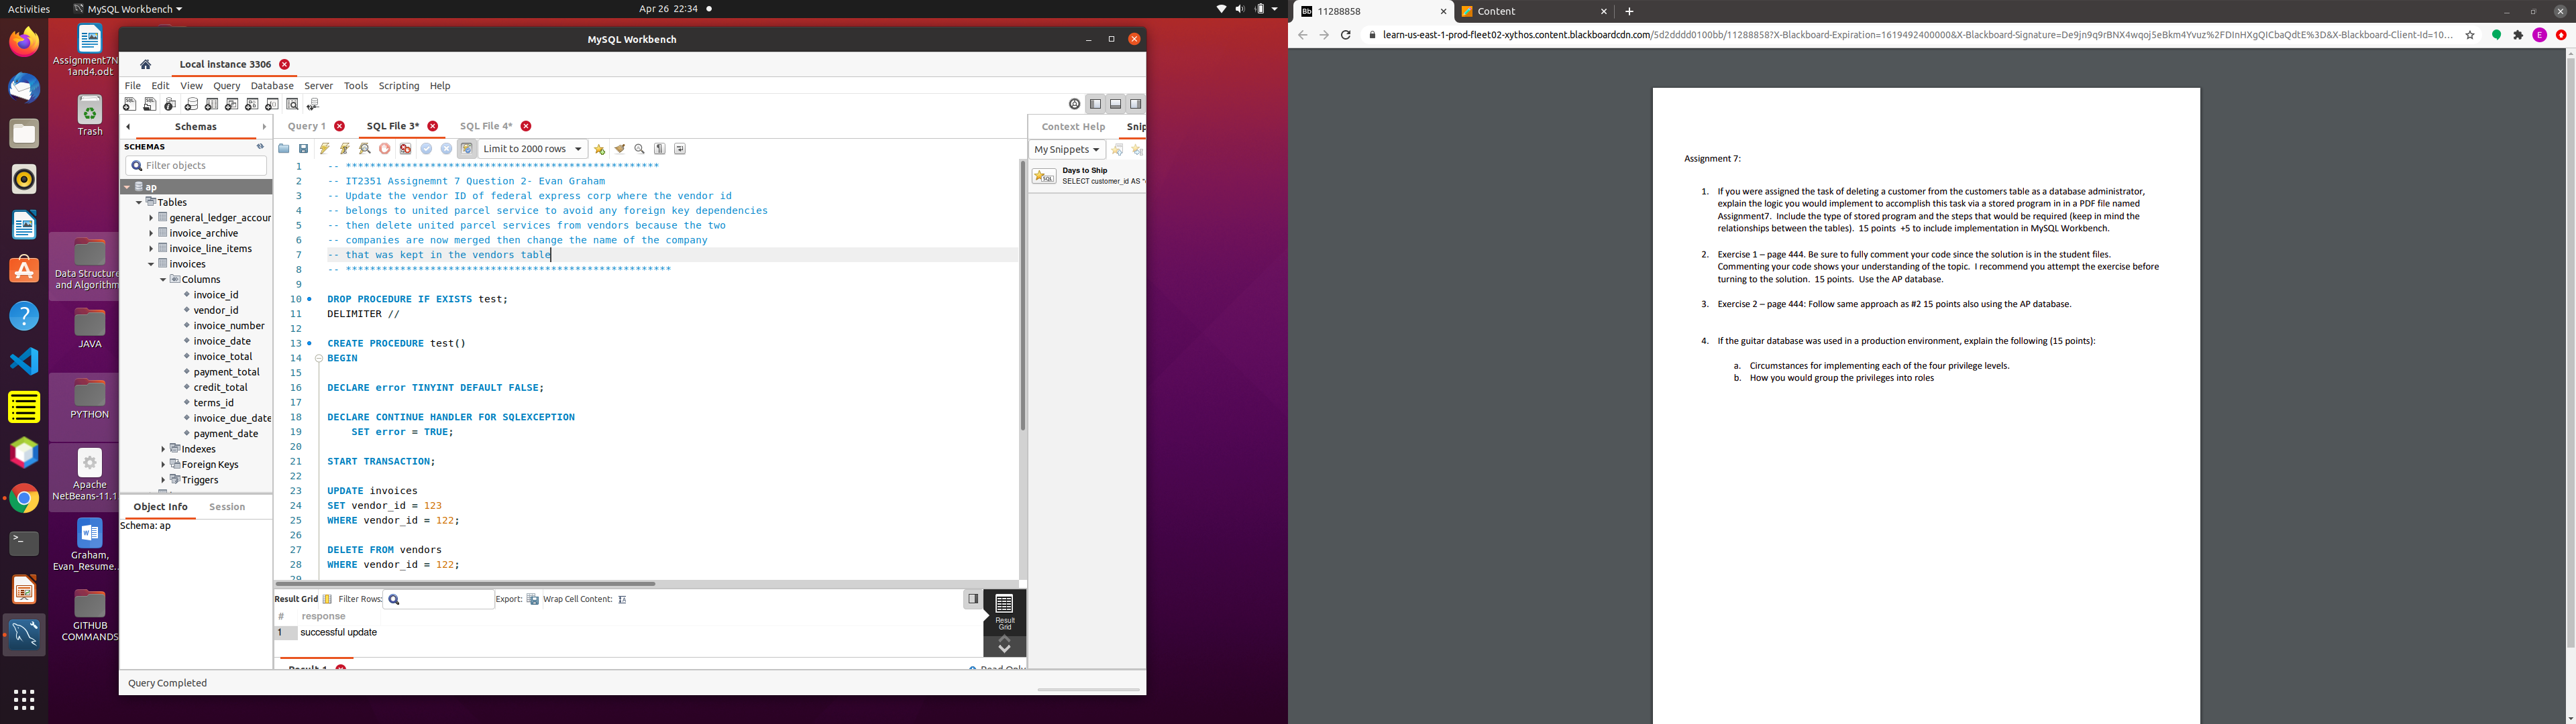 Activities
MySQL Workbench
Apr 26 22:34
Assignment7N
1and4.odt
Trash
Data Structure
and Algorithm
JAVA
PYTHON
Apache
NetBeans-11.1
Graham,
Evan_Resume..
GITHUB
COMMANDS
MySQL Workbench
Local instance 3306
File Edit View Query Database Server Tools Scripting Help
Schemas
SCHEMAS
Filter objects
ap
Tables
general_ledger_accour
invoice_archive
invoice_line_items
invoices
Columns
invoice_id
vendor_id
invoice_number
invoice_date
invoice_total
payment_total
credit_total
terms_id
invoice_due_date
payment_date
Indexes
Foreign Keys
Triggers
Object Info Session
Schema: ap
Query Completed
Query 1 SQL File 3* SQL File 4*
Limit to 2000 rows
1 -- ****************************************************
2 -- IT2351 Assignemnt 7 Question 2- Evan Graham
3 -- Update the vendor ID of federal express corp where the vendor id
4 -- belongs to united parcel service to avoid any foreign key dependencies
5 -- then delete united parcel services from vendors because the two
6 -- companies are now merged then change the name of the company
7 -- that was kept in the vendors table
8 -- ******************************************************
9
10 DROP PROCEDURE IF EXISTS test;
11 DELIMITER //
12
13 CREATE PROCEDURE test()
14 BEGIN
15
16 DECLARE error TINYINT DEFAULT FALSE;
17
18 DECLARE CONTINUE HANDLER FOR SQLEXCEPTION
19 SET error = TRUE;
20
21 START TRANSACTION;
22
23 UPDATE invoices
24 SET vendor_id = 123
25 WHERE vendor_id = 122;
26
27 DELETE FROM vendors
28 WHERE vendor_id = 122;
29
Result Grid Filter Rows: Export: Wrap Cell Content:
# response
1 successful update
Result Grid
Result 1
Read Only
Context Help Snip
My Snippets
Days to Ship
SELECT customer_id AS "
11288858
Content
learn-us-east-1-prod-fleet02-xythos.content.blackboardcdn.com/5d2dddd0100bb/11288858?X-Blackboard-Expiration=1619492400000&X-Blackboard-Signature=De9jn9q9rBNX4wqoj5eBkm4Yvuz%2FDInHXgQICbaQdtE%3D&X-Blackboard-Client-Id=10...
Assignment 7:
1. If you were assigned the task of deleting a customer from the customers table as a database administrator,
explain the logic you would implement to accomplish this task via a stored program in in a PDF file named
Assignment7. Include the type of stored program and the steps that would be required (keep in mind the
relationships between the tables). 15 points +5 to include implementation in MySQL Workbench.
2. Exercise 1 – page 444. Be sure to fully comment your code since the solution is in the student files.
Commenting your code shows your understanding of the topic. I recommend you attempt the exercise before
turning to the solution. 15 points. Use the AP database.
3. Exercise 2 – page 444: Follow same approach as #2 15 points also using the AP database.
4. If the guitar database was used in a production environment, explain the following (15 points):
a. Circumstances for implementing each of the four privilege levels.
b. How you would group the privileges into roles